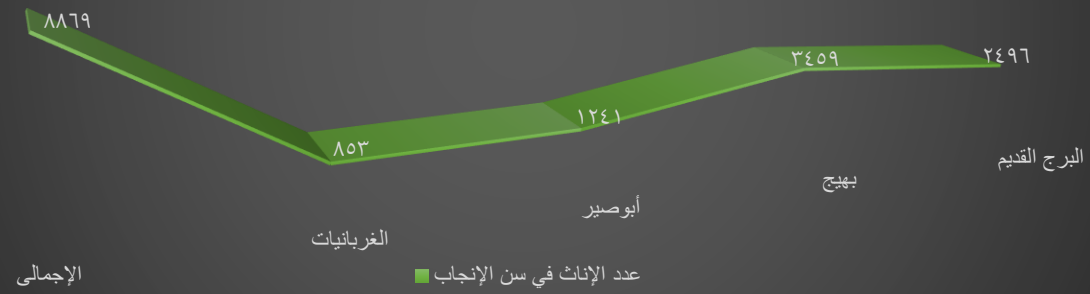 ٨٨٦٩
٨٥٣
١٢٤١
٣٤٥٩
٢٤٩٦
البرج القديم
بهيج
أبوصير
الغربانيات
الإجمالى
عدد الإناث في سن الإنجاب